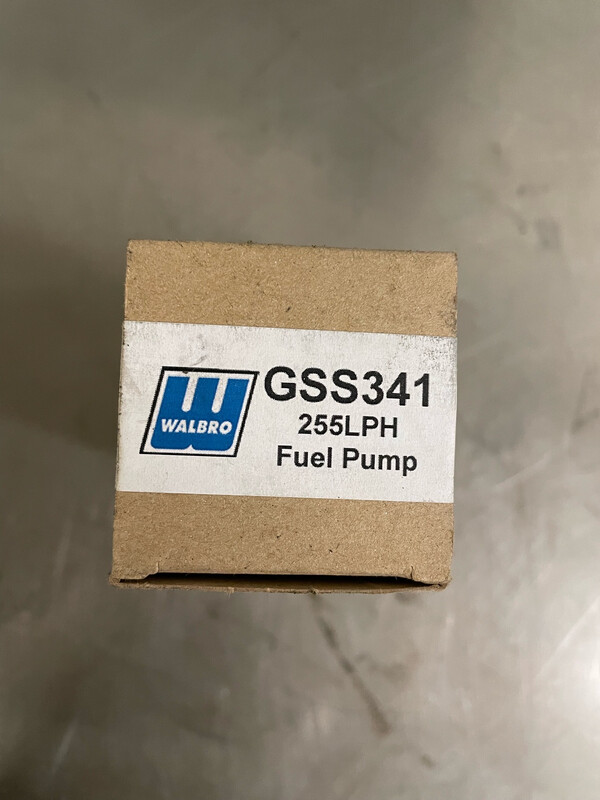 WALBRO
GSS341
255LPH
Fuel Pump